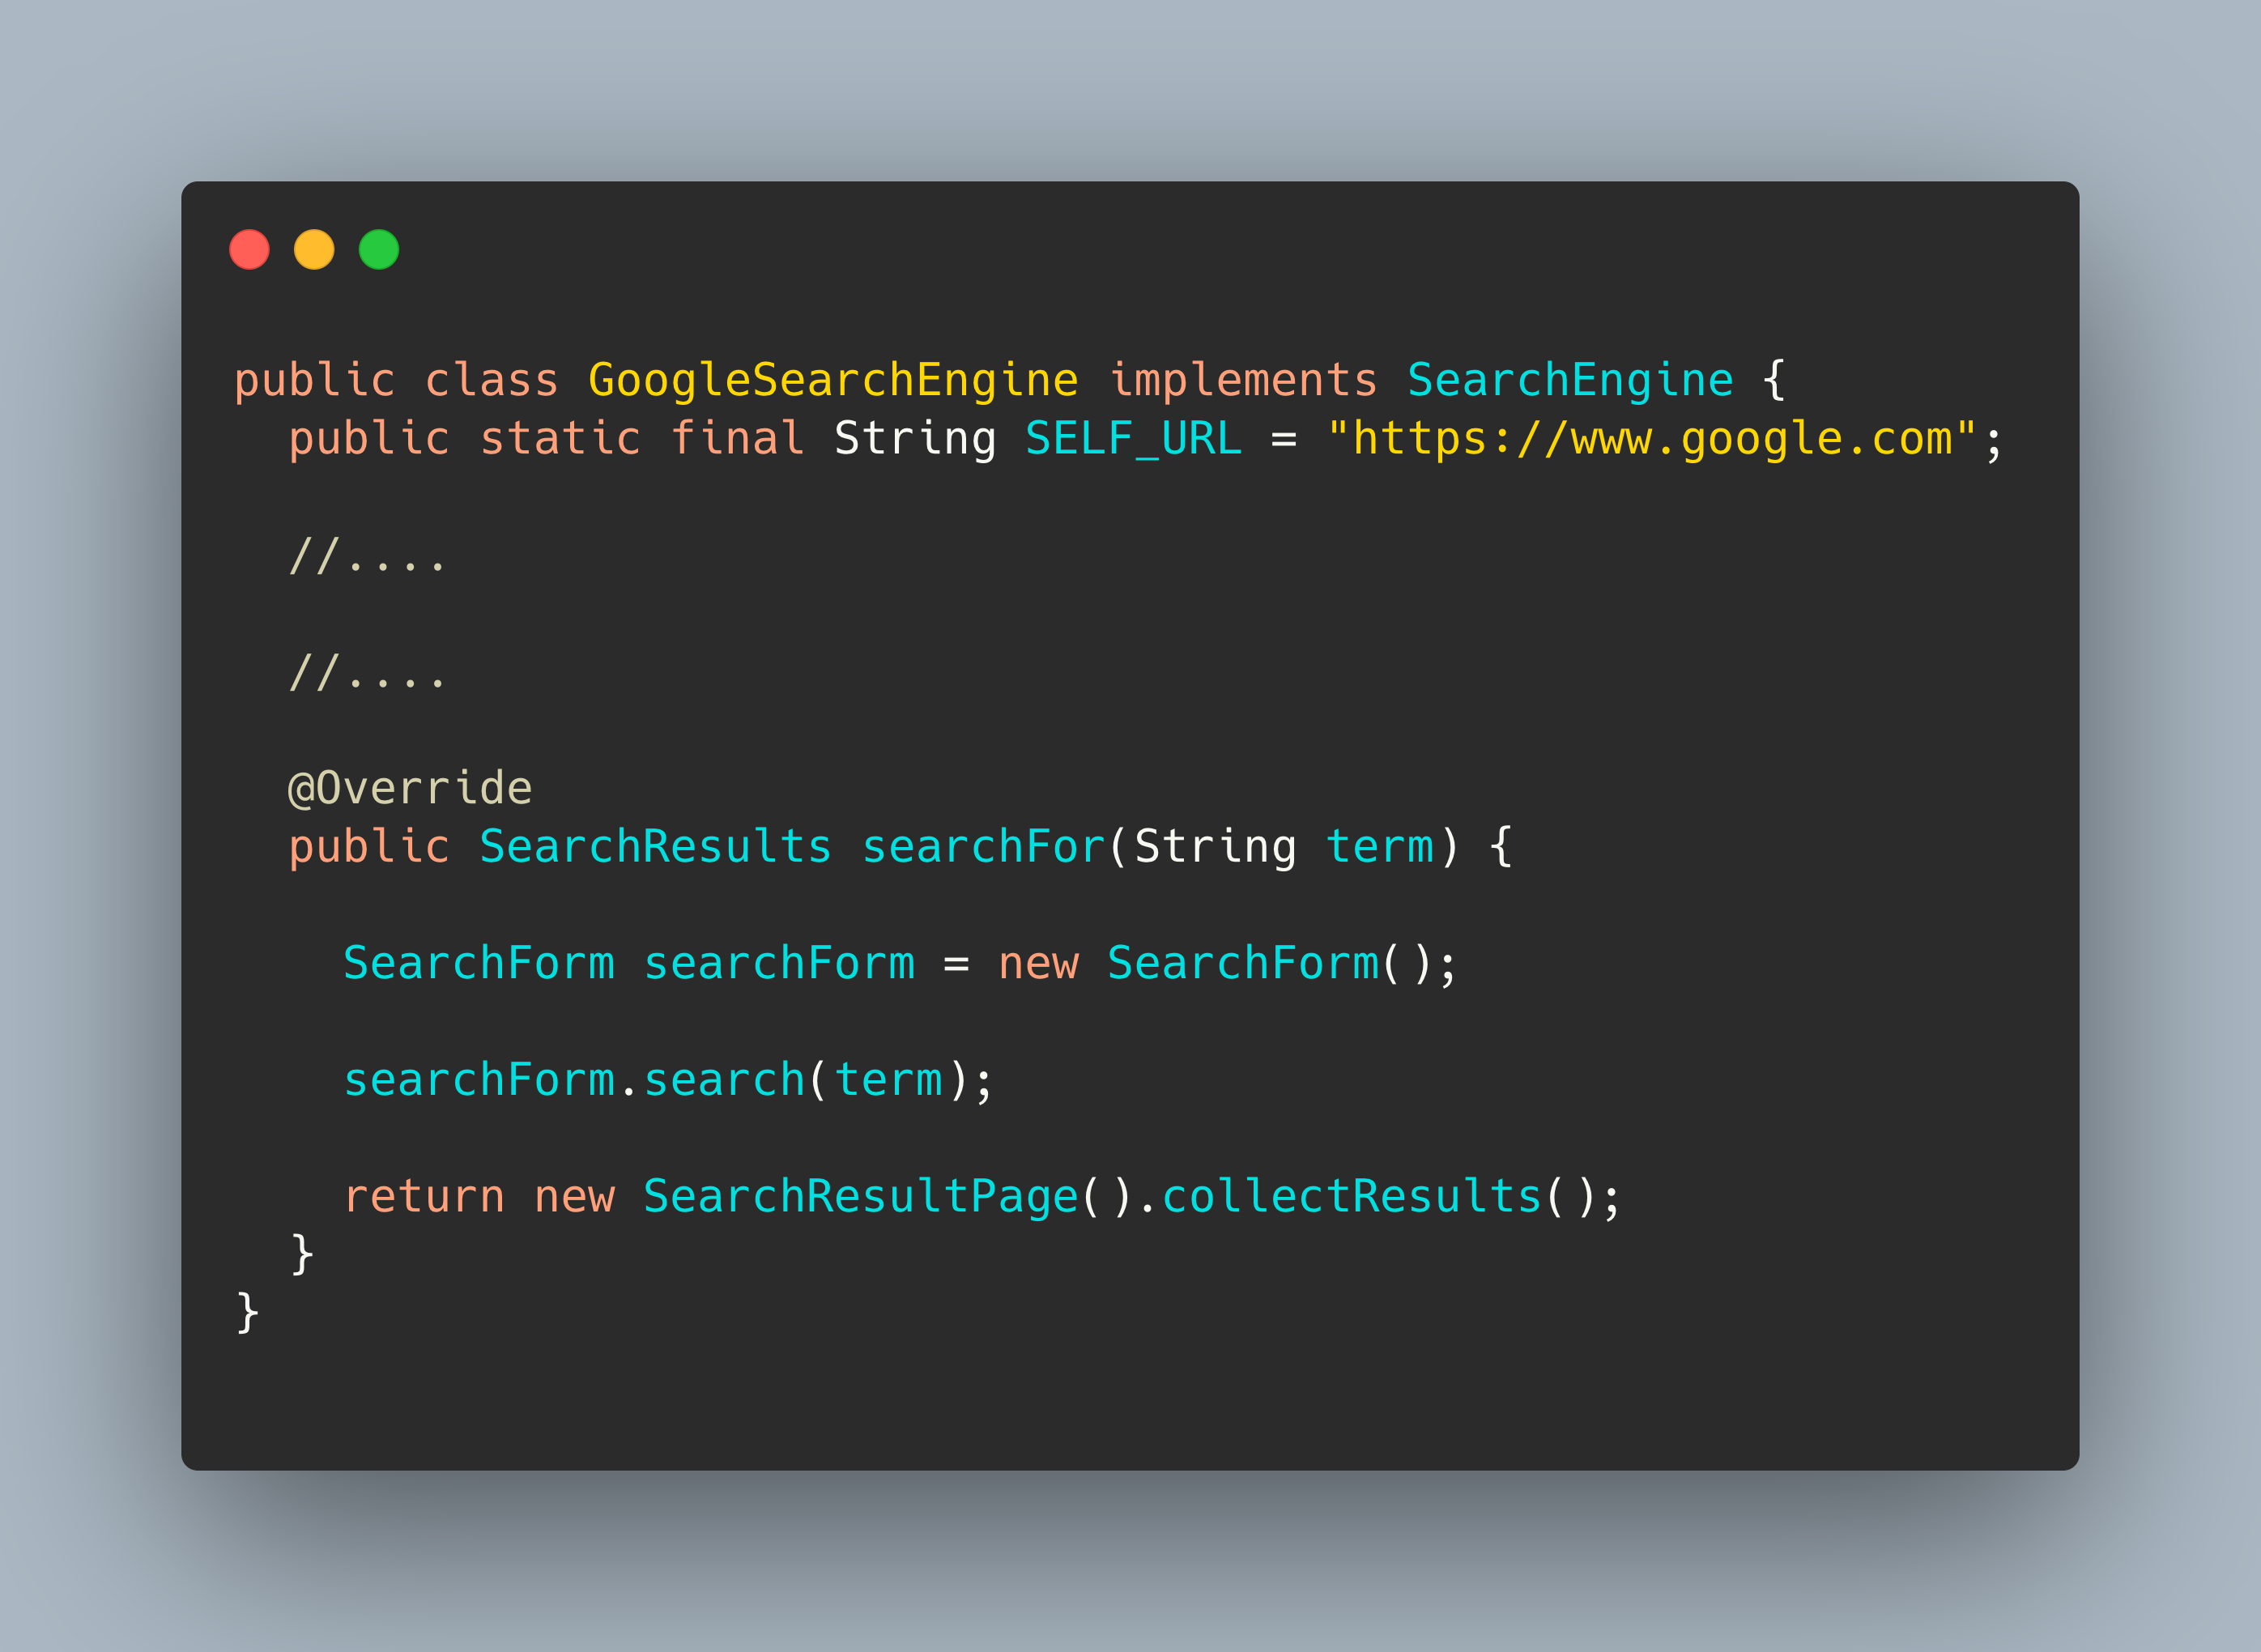 public class GoogleSearchEngine implements SearchEngine {
  public static final String SELF_URL = "https://www.google.com";

  //....

  //....

  @Override
  public SearchResults searchFor(String term) {

    SearchForm searchForm = new SearchForm();

    searchForm.search(term);

    return new SearchResultPage().collectResults();
  }
}